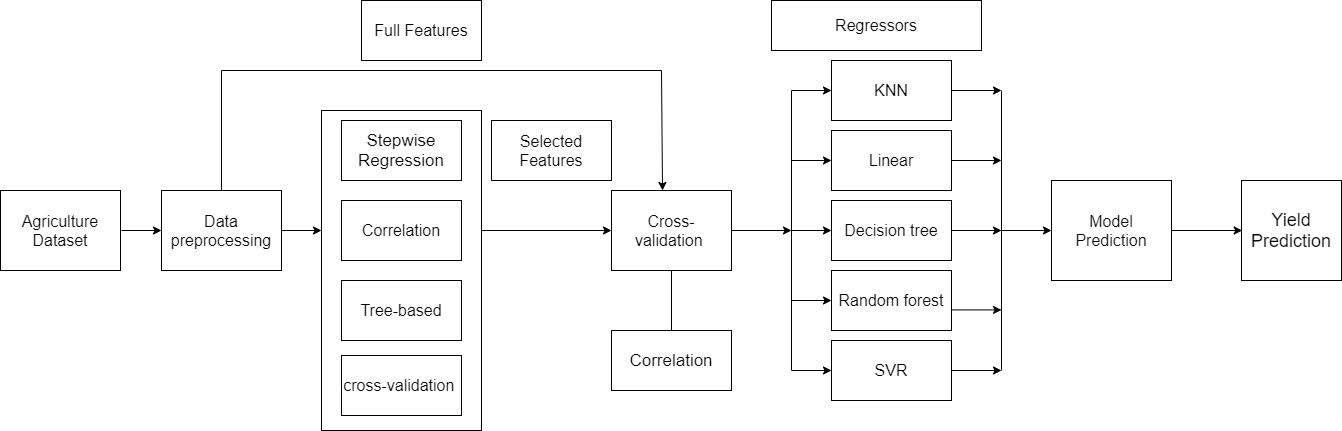 Full Features
Regressors
KNN
Stepwise
Regression
Selected
Features
Linear
Agriculture
Dataset
Data
preprocessing
Correlation
Cross-
validation
Decision tree
Model
Prediction
Yield
Prediction
Tree-based
Random forest
Correlation
cross-validation
SVR